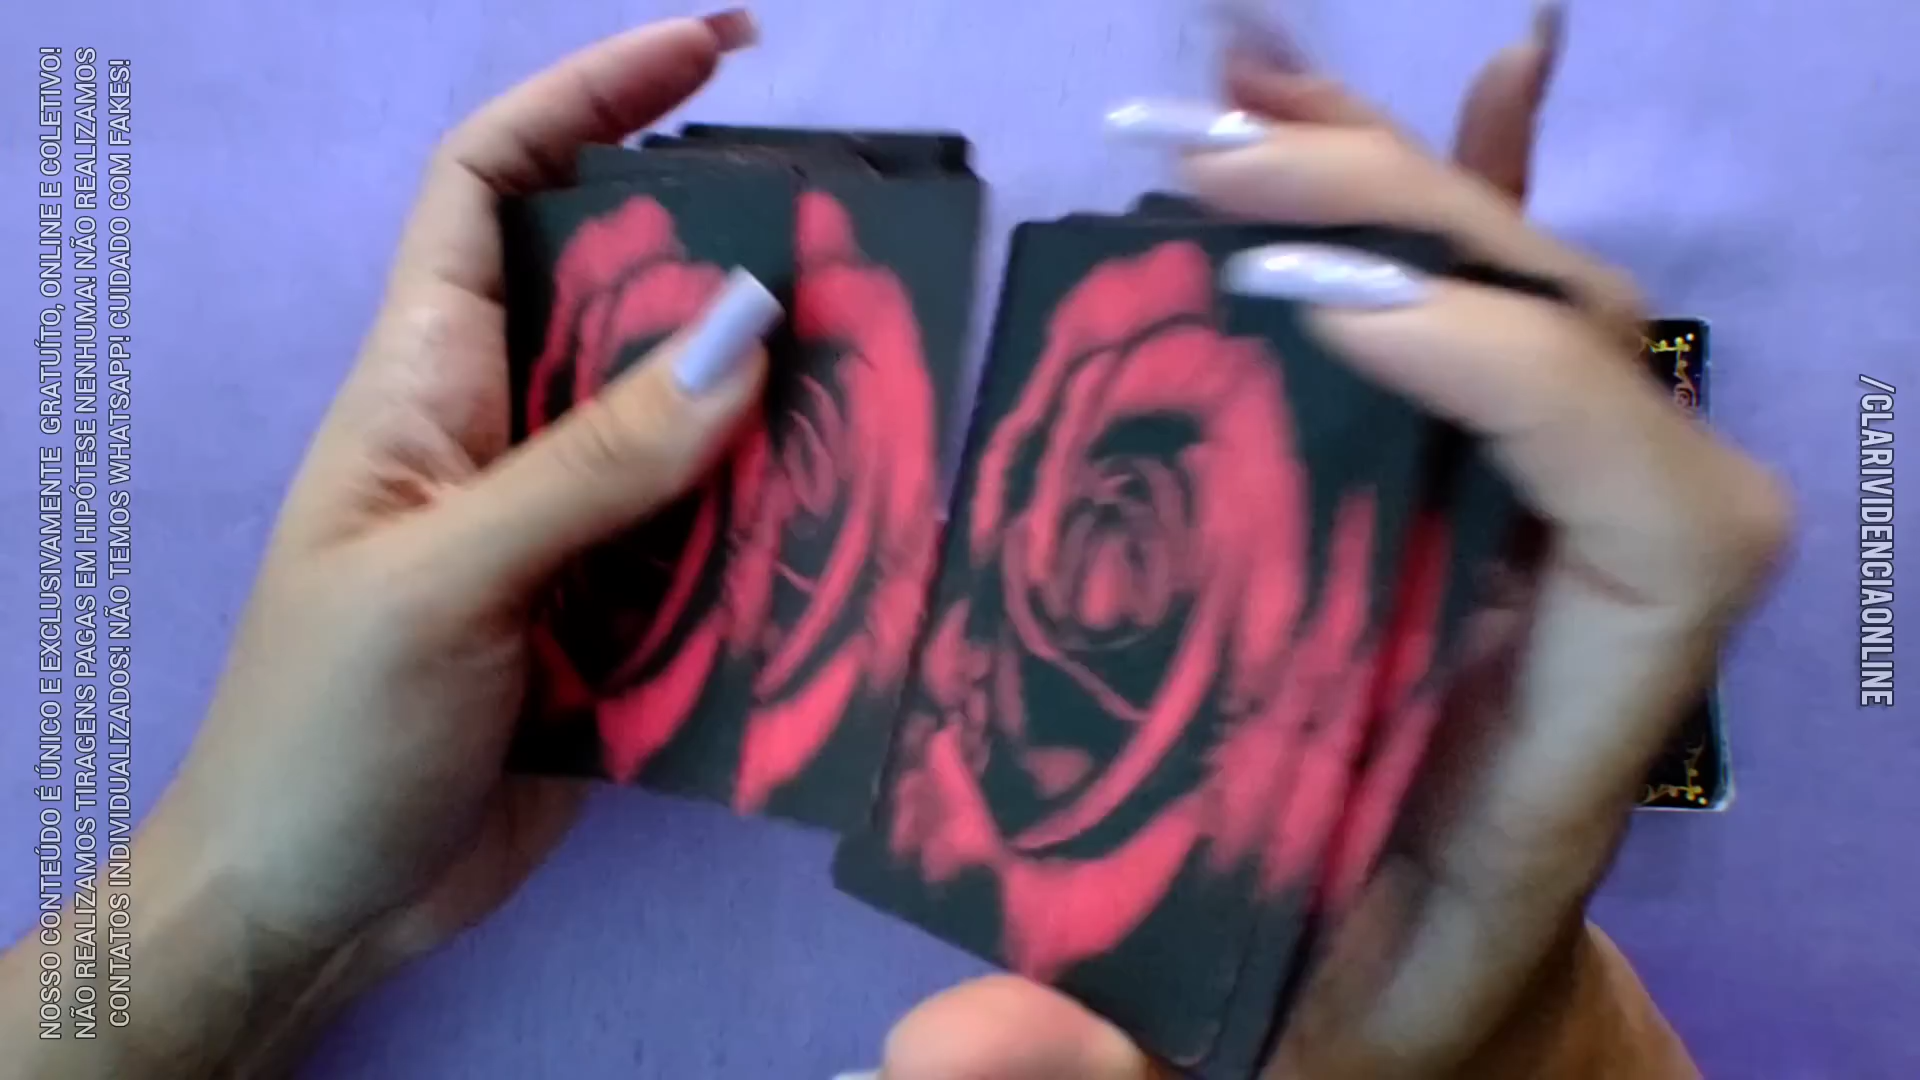 NOSSO CONTEÚDO É ÚNICO E EXCLUSIVAMENTE GRATUÍTO, ONLINE E COLETIVO!
NÃO REALIZAMOS TIRAGENS PAGAS EM HIPÓTESE NENHUMA! NÃO REALIZAMOS
CONTATOS INDIVIDUALIZADOS! NÃO TEMOS WHATSAPP! CUIDADO COM FAKES!
/CLARIVIDENCIAONLINE